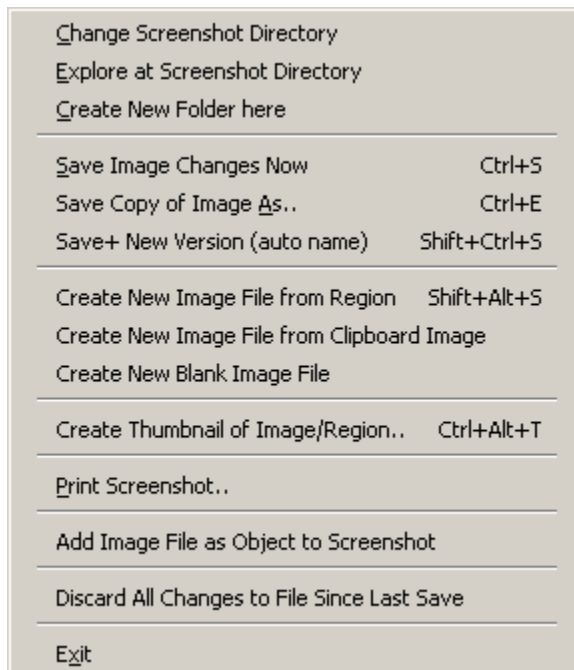 Change Screenshot Directory
Explore at Screenshot Directory
Create New Folder here
Save Image Changes Now Ctrl+S
Save Copy of Image As.. Ctrl+E
Save+ New Version (auto name) Shift+Ctrl+S
Create New Image File from Region Shift+Alt+S
Create New Image File from Clipboard Image
Create New Blank Image File
Create Thumbnail of Image/Region.. Ctrl+Alt+T
Print Screenshot..
Add Image File as Object to Screenshot
Discard All Changes to File Since Last Save
Exit